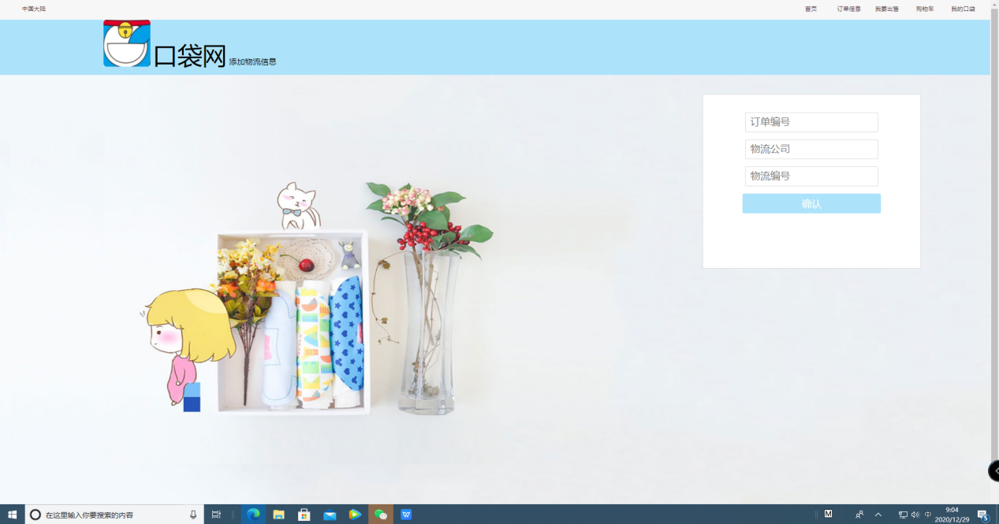 中国大陆
首页 订单信息 我要出售 购物车 我的口袋
口袋网 添加物流信息
订单编号
物流公司
物流编号
确认
在这里输入你要搜索的内容
M
中
9:04
2020/12/29
5